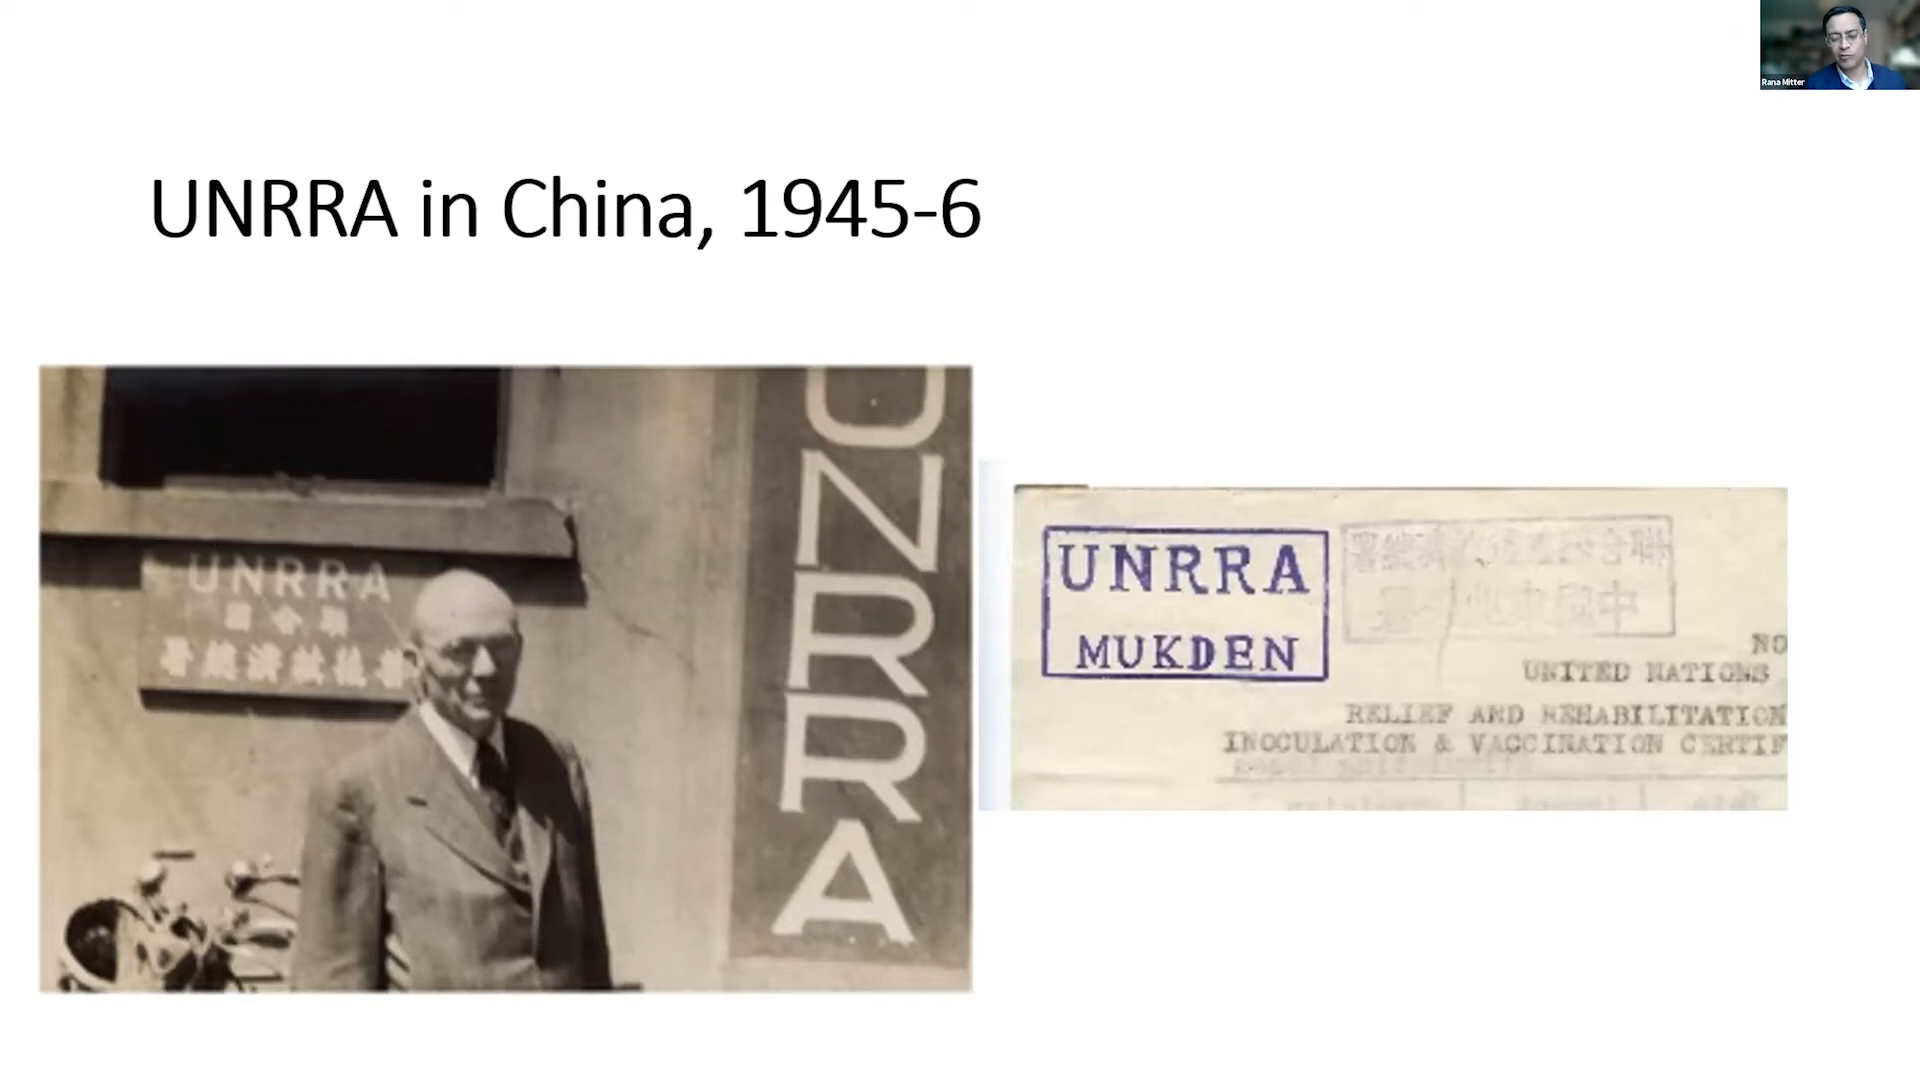 Rana Mitter
UNRRA in China, 1945-6
UNRRA
國合聯
署總濟救後善
UNRRA
UNRRA
MUKDEN
NO
UNITED NATIONS
RELIEF AND REHABILITATION
INOCULATION & VACCINATION CERTIF